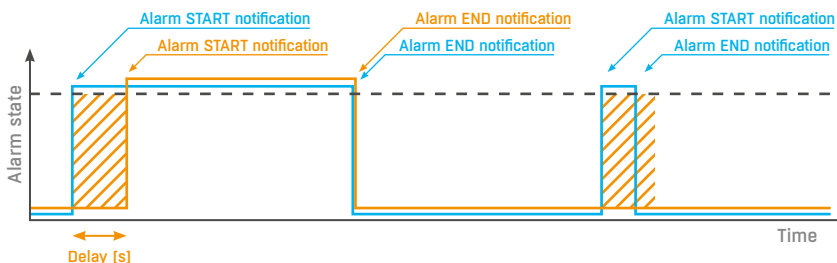 Alarm START notification
Alarm END notification
Alarm START notification
Alarm START notification
Alarm END notification
Alarm END notification
Alarm state
Time
Delay [s]